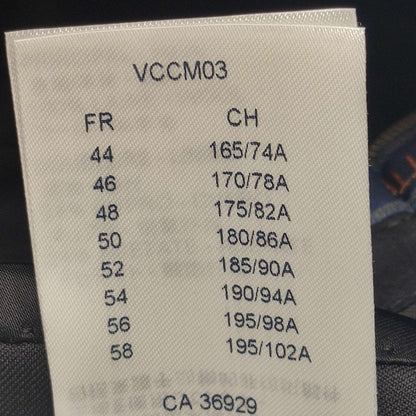 VCCM03
FR CH
44 165/74A
46 170/78A
48 175/82A
50 180/86A
52 185/90A
54 190/94A
56 195/98A
58 195/102A
CA 36929